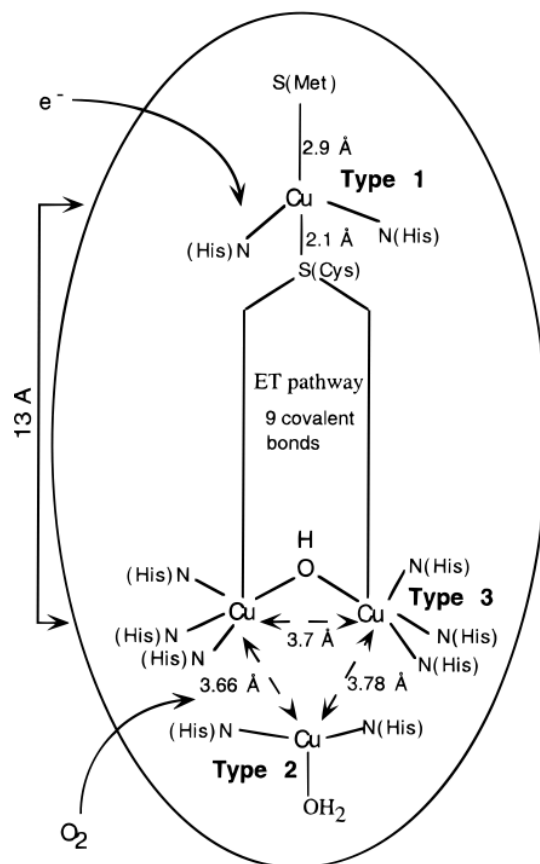 S(Met)
e-
2.9 Å
Type 1
Cu
(His)N
2.1 Å
N(His)
S(Cys)
13 A
ET pathway
9 covalent
bonds
H
O
(His)N
N(His)
Cu
Cu
Type 3
(His)N
3.7 Å
N(His)
(His)N
N(His)
3.66 Å
3.78 Å
(His)N
Cu
N(His)
Type 2
OH2
O2